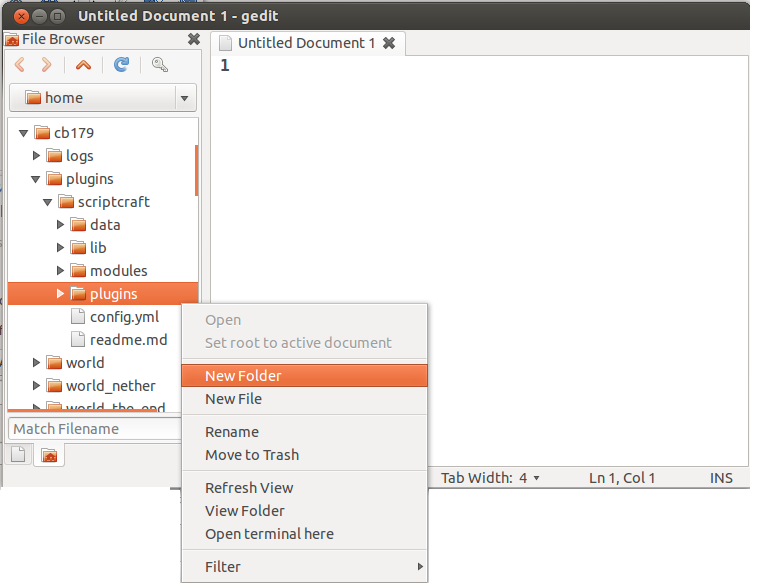 Untitled Document 1 - gedit
File Browser
Untitled Document 1
1
home
cb179
logs
plugins
scriptcraft
data
lib
modules
plugins
config.yml
readme.md
world
world_nether
world_the_end
Match Filename
Open
Set root to active document
New Folder
New File
Rename
Move to Trash
Refresh View
View Folder
Open terminal here
Filter
Tab Width: 4
Ln 1, Col 1
INS